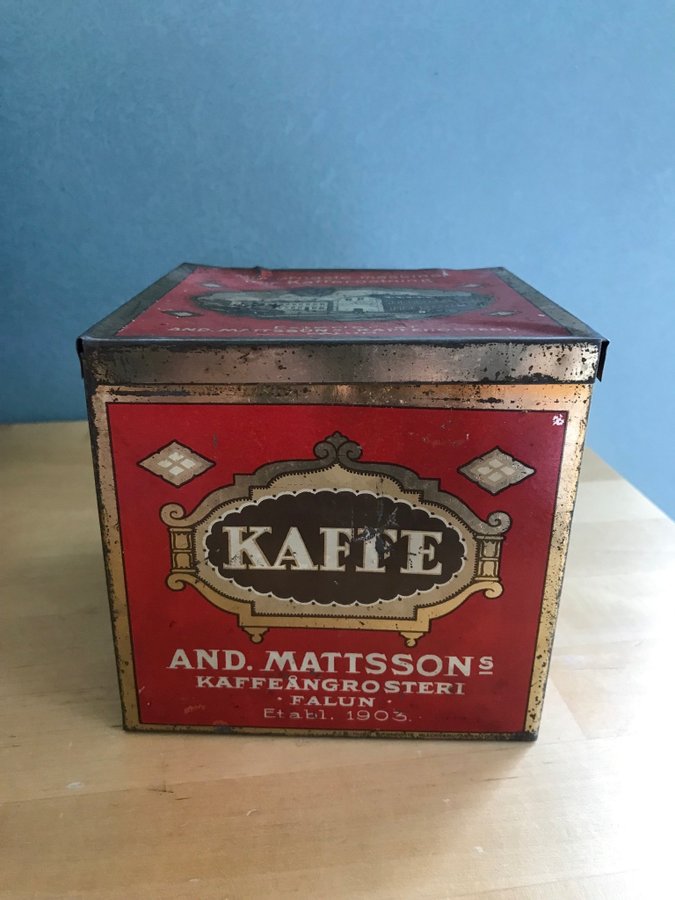 KAFFE
AND. MATTSSONS
KAFFEÅNGROSTERI
· FALUN ·
Etabl. 1903.